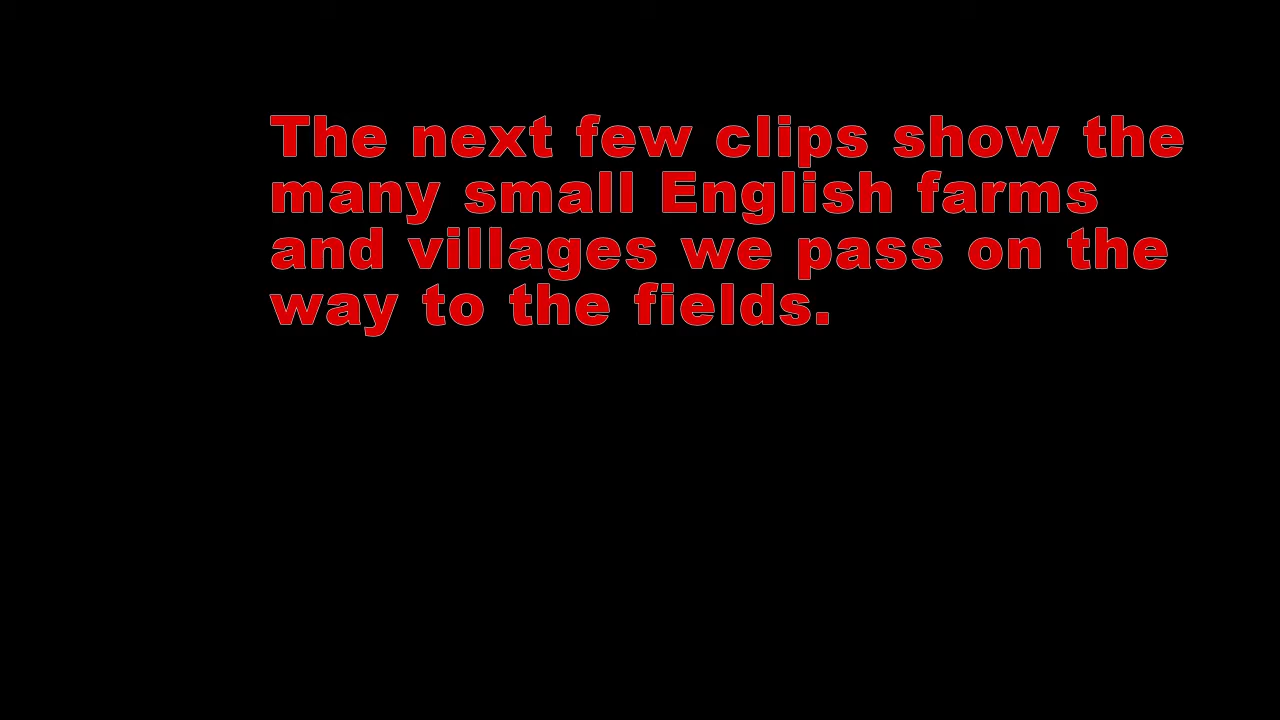 The next few clips show the
many small English farms
and villages we pass on the
way to the fields.